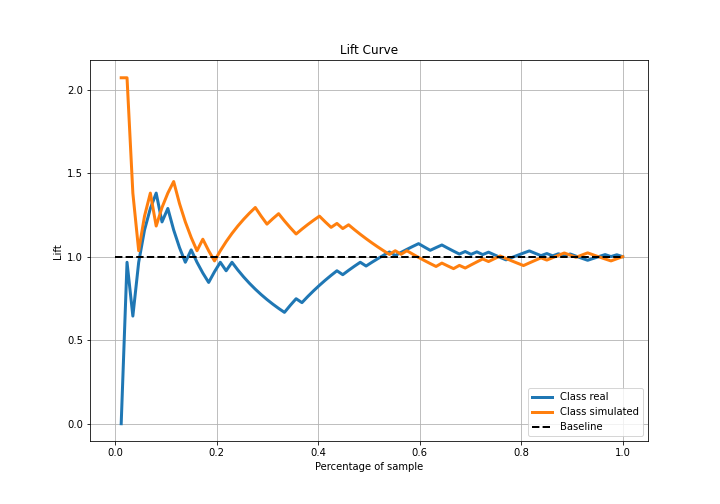 Lift Curve
Lift
2.0
1.5
1.0
0.5
0.0
0.0
0.2
0.4
0.6
0.8
1.0
Percentage of sample
Class real
Class simulated
Baseline